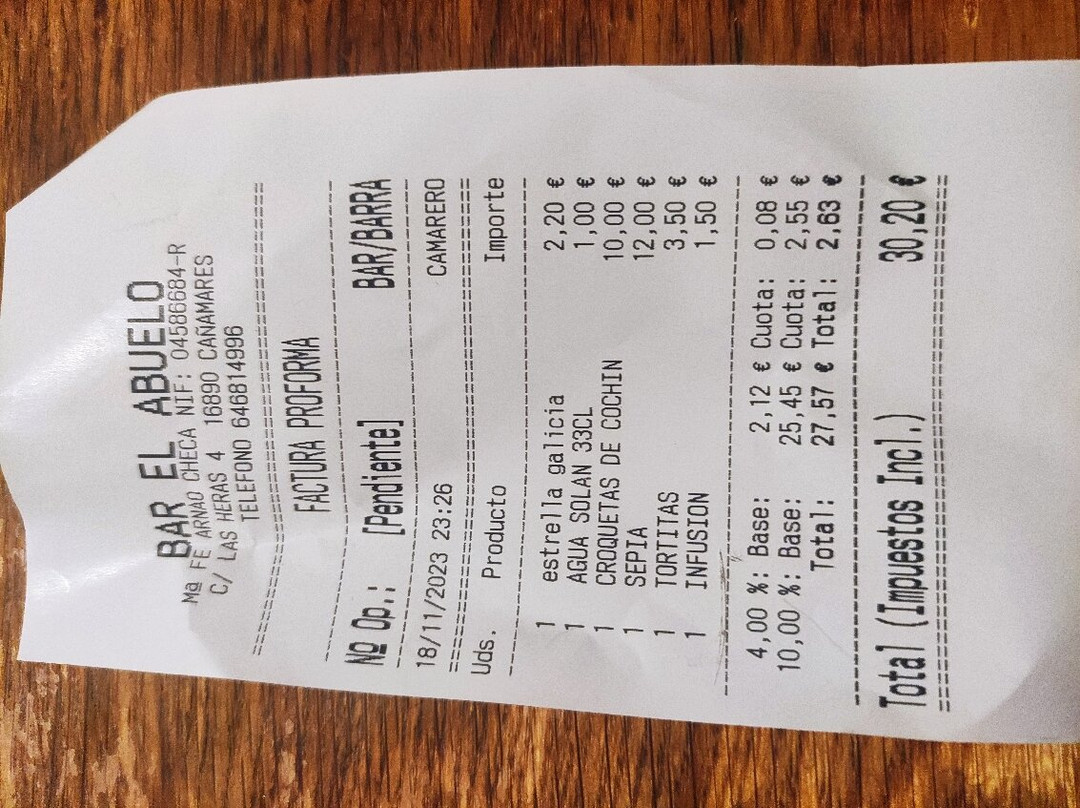 BAR EL ABUELO
Mª FE ARNAO CHECA NIF: 04586684-R
C/ LAS HERAS 4 16890 CAÑAMARES
TELEFONO 646814996
FACTURA PROFORMA
Nº Op.: [Pendiente] BAR/BARRA
18/11/2023 23:26 CAMARERO
Uds. Producto Importe
1 estrella galicia 2,20 €
1 AGUA SOLAN 33CL 1,00 €
1 CROQUETAS DE COCHIN 10,00 €
1 SEPIA 12,00 €
1 TORTITAS 3,50 €
1 INFUSION 1,50 €
4,00 %: Base: 2,12 € Cuota: 0,08 €
10,00 %: Base: 25,45 € Cuota: 2,55 €
Total: 27,57 € Total: 2,63 €
Total (Impuestos Incl.) 30,20 €